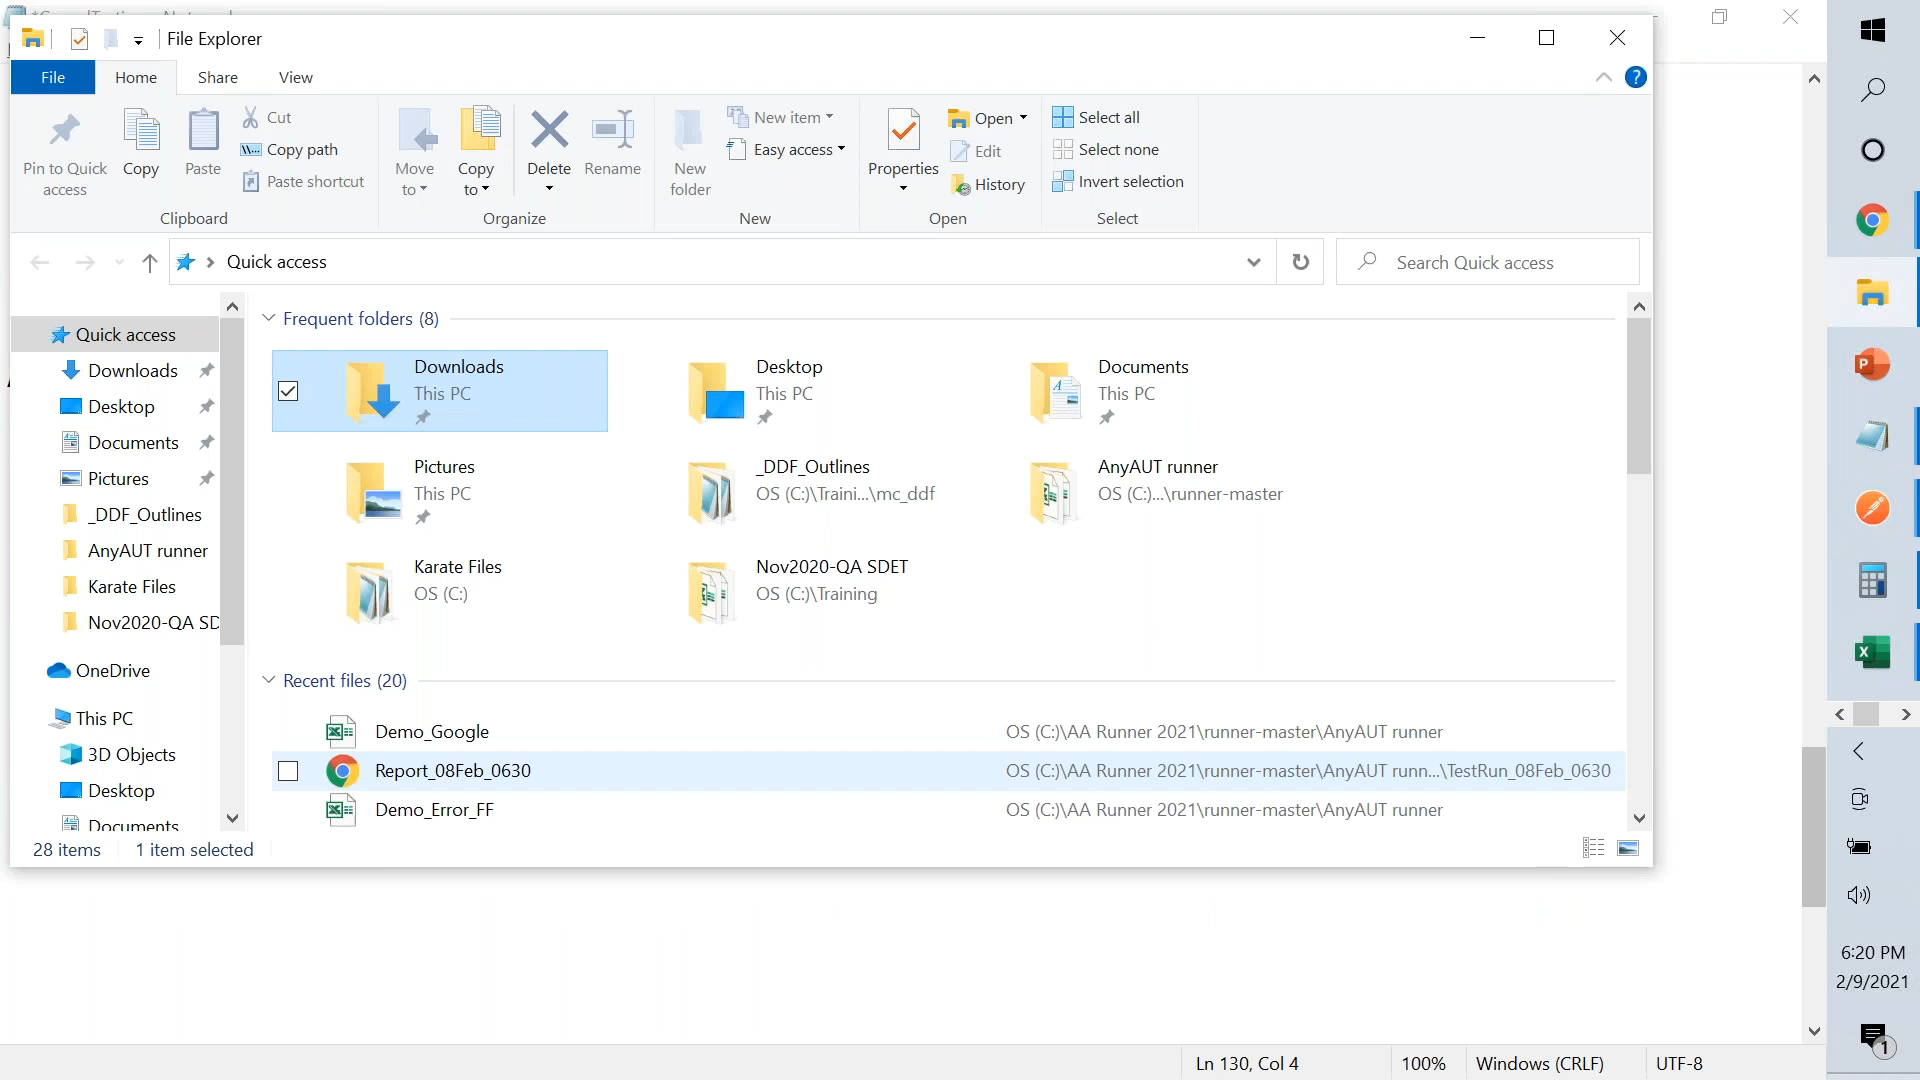 File Explorer
File
Home
Share
View
?
Pin to Quick access
Copy
Paste
Cut
Copy path
Paste shortcut
Clipboard
Move to
Copy to
Delete
Rename
Organize
New folder
New item
Easy access
New
Properties
Open
Edit
History
Open
Select all
Select none
Invert selection
Select
Quick access
Search Quick access
Quick access
Downloads
Desktop
Documents
Pictures
_DDF_Outlines
AnyAUT runner
Karate Files
Nov2020-QA SD
OneDrive
This PC
3D Objects
Desktop
Documents
Frequent folders (8)
Downloads
This PC
Desktop
This PC
Documents
This PC
Pictures
This PC
_DDF_Outlines
OS (C:)\Traini...\mc_ddf
AnyAUT runner
OS (C:)...\runner-master
Karate Files
OS (C:)
Nov2020-QA SDET
OS (C:)\Training
Recent files (20)
Demo_Google OS (C:)\AA Runner 2021\runner-master\AnyAUT runner
Report_08Feb_0630 OS (C:)\AA Runner 2021\runner-master\AnyAUT runn...\TestRun_08Feb_0630
Demo_Error_FF OS (C:)\AA Runner 2021\runner-master\AnyAUT runner
28 items 1 item selected
Ln 130, Col 4 100% Windows (CRLF) UTF-8
6:20 PM
2/9/2021
1